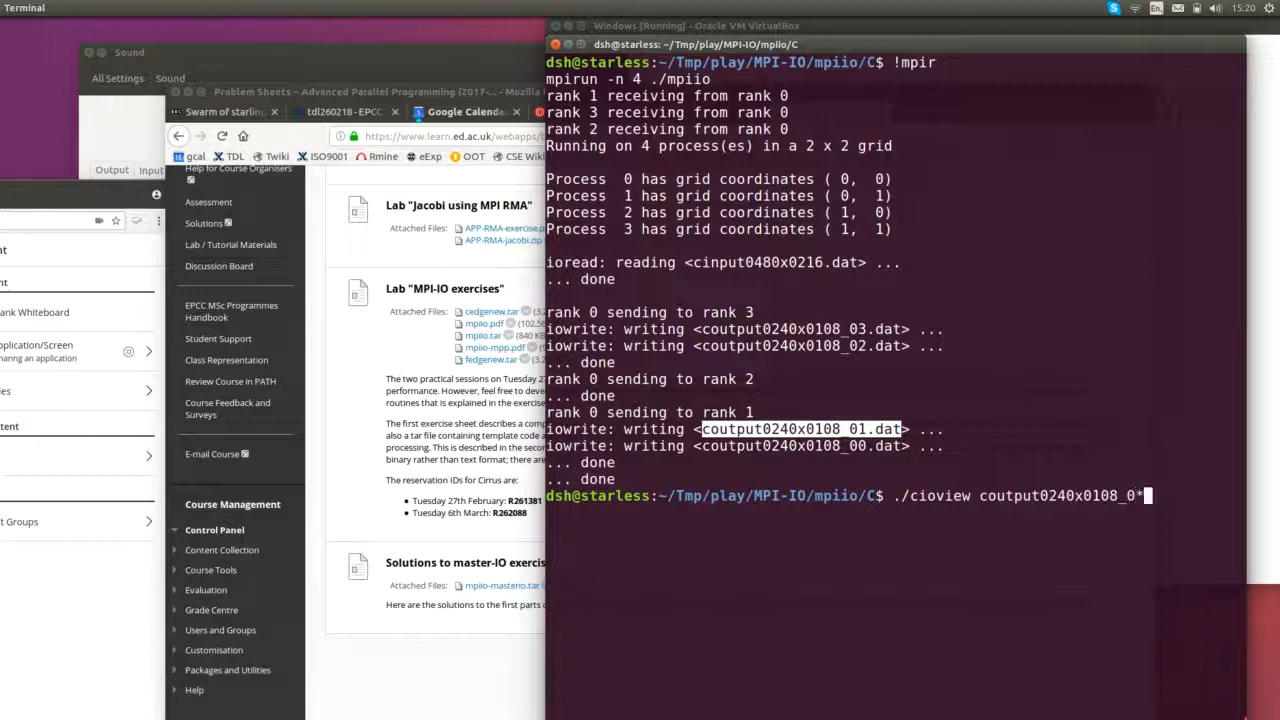 Terminal
En
15:20
Windows [Running] - Oracle VM VirtualBox
Sound
All Settings
Sound
Output
Input
Problem Sheets – Advanced Parallel Programming (2017-... - Mozilla
Swarm of starling
tdl260218 - EPCC
Google Calenda
https://www.learn.ed.ac.uk/webapps/
gcal
TDL
Twiki
ISO9001
Rmine
eExp
OOT
CSE Wiki
nt
nt
ank Whiteboard
pplication/Screen
haring an application
es
tent
t Groups
Help for Course Organisers
Assessment
Solutions
Lab / Tutorial Materials
Discussion Board
EPCC MSc Programmes
Handbook
Student Support
Class Representation
Review Course in PATH
Course Feedback and
Surveys
E-mail Course
Course Management
Control Panel
Content Collection
Course Tools
Evaluation
Grade Centre
Users and Groups
Customisation
Packages and Utilities
Help
Lab "Jacobi using MPI RMA"
Attached Files:
APP-RMA-exercise.p
APP-RMA-jacobi.zip
Lab "MPI-IO exercises"
Attached Files:
cedgenew.tar (3.2
mpiio.pdf (102.56
mpiio.tar (840 KB
mpiio-mpp.pdf
fedgenew.tar (3.2
The two practical sessions on Tuesday 2
performance. However, feel free to deve
routines that is explained in the exercise
The first exercise sheet describes a comp
also a tar file containing template code a
processing. This is described in the secon
binary rather than text format; there are
The reservation IDs for Cirrus are:
Tuesday 27th February: R261381
Tuesday 6th March: R262088
Solutions to master-IO exercis
Attached Files:
mpiio-masterio.tar
Here are the solutions to the first parts o
dsh@starless: ~/Tmp/play/MPI-IO/mpiio/C
dsh@starless:~/Tmp/play/MPI-IO/mpiio/C$ !mpir
mpirun -n 4 ./mpiio
rank 1 receiving from rank 0
rank 3 receiving from rank 0
rank 2 receiving from rank 0
Running on 4 process(es) in a 2 x 2 grid
Process  0 has grid coordinates ( 0,  0)
Process  1 has grid coordinates ( 0,  1)
Process  2 has grid coordinates ( 1,  0)
Process  3 has grid coordinates ( 1,  1)
ioread: reading <cinput0480x0216.dat> ...
... done
rank 0 sending to rank 3
iowrite: writing <coutput0240x0108_03.dat> ...
iowrite: writing <coutput0240x0108_02.dat> ...
... done
rank 0 sending to rank 2
... done
rank 0 sending to rank 1
iowrite: writing <coutput0240x0108_01.dat> ...
iowrite: writing <coutput0240x0108_00.dat> ...
... done
... done
dsh@starless:~/Tmp/play/MPI-IO/mpiio/C$ ./cioview coutput0240x0108_0*